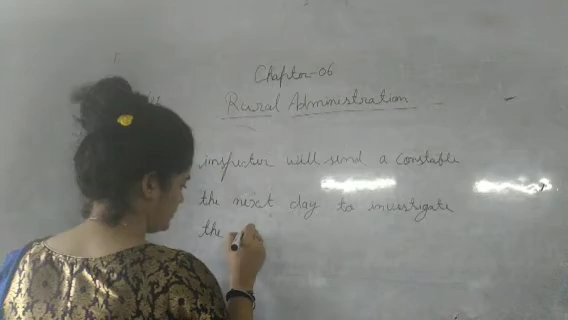 Chapter-06
Rural Administration
inspector will send a constable
the next day to investigate
the